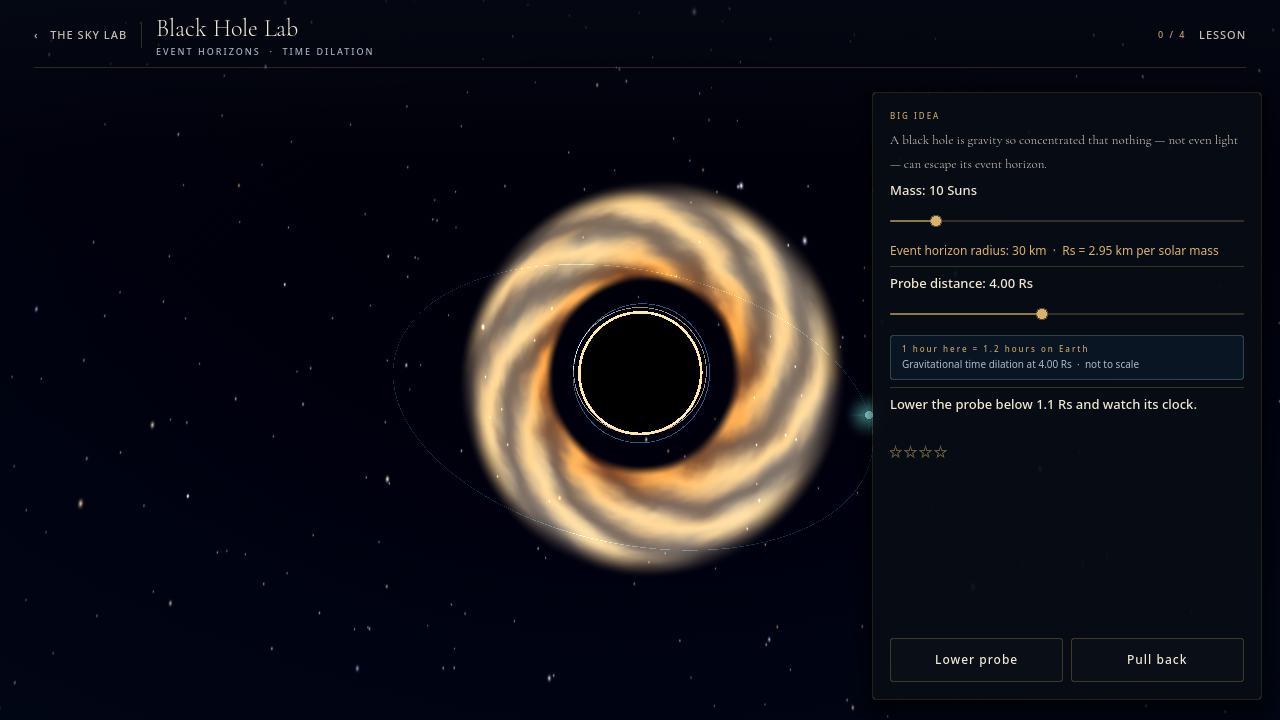 ‹ THE SKY LAB
Black Hole Lab
EVENT HORIZONS · TIME DILATION
0 / 4 LESSON
BIG IDEA
A black hole is gravity so concentrated that nothing — not even light
— can escape its event horizon.
Mass: 10 Suns
Event horizon radius: 30 km · Rs = 2.95 km per solar mass
Probe distance: 4.00 Rs
1 hour here = 1.2 hours on Earth
Gravitational time dilation at 4.00 Rs · not to scale
Lower the probe below 1.1 Rs and watch its clock.
☆☆☆☆
Lower probe
Pull back